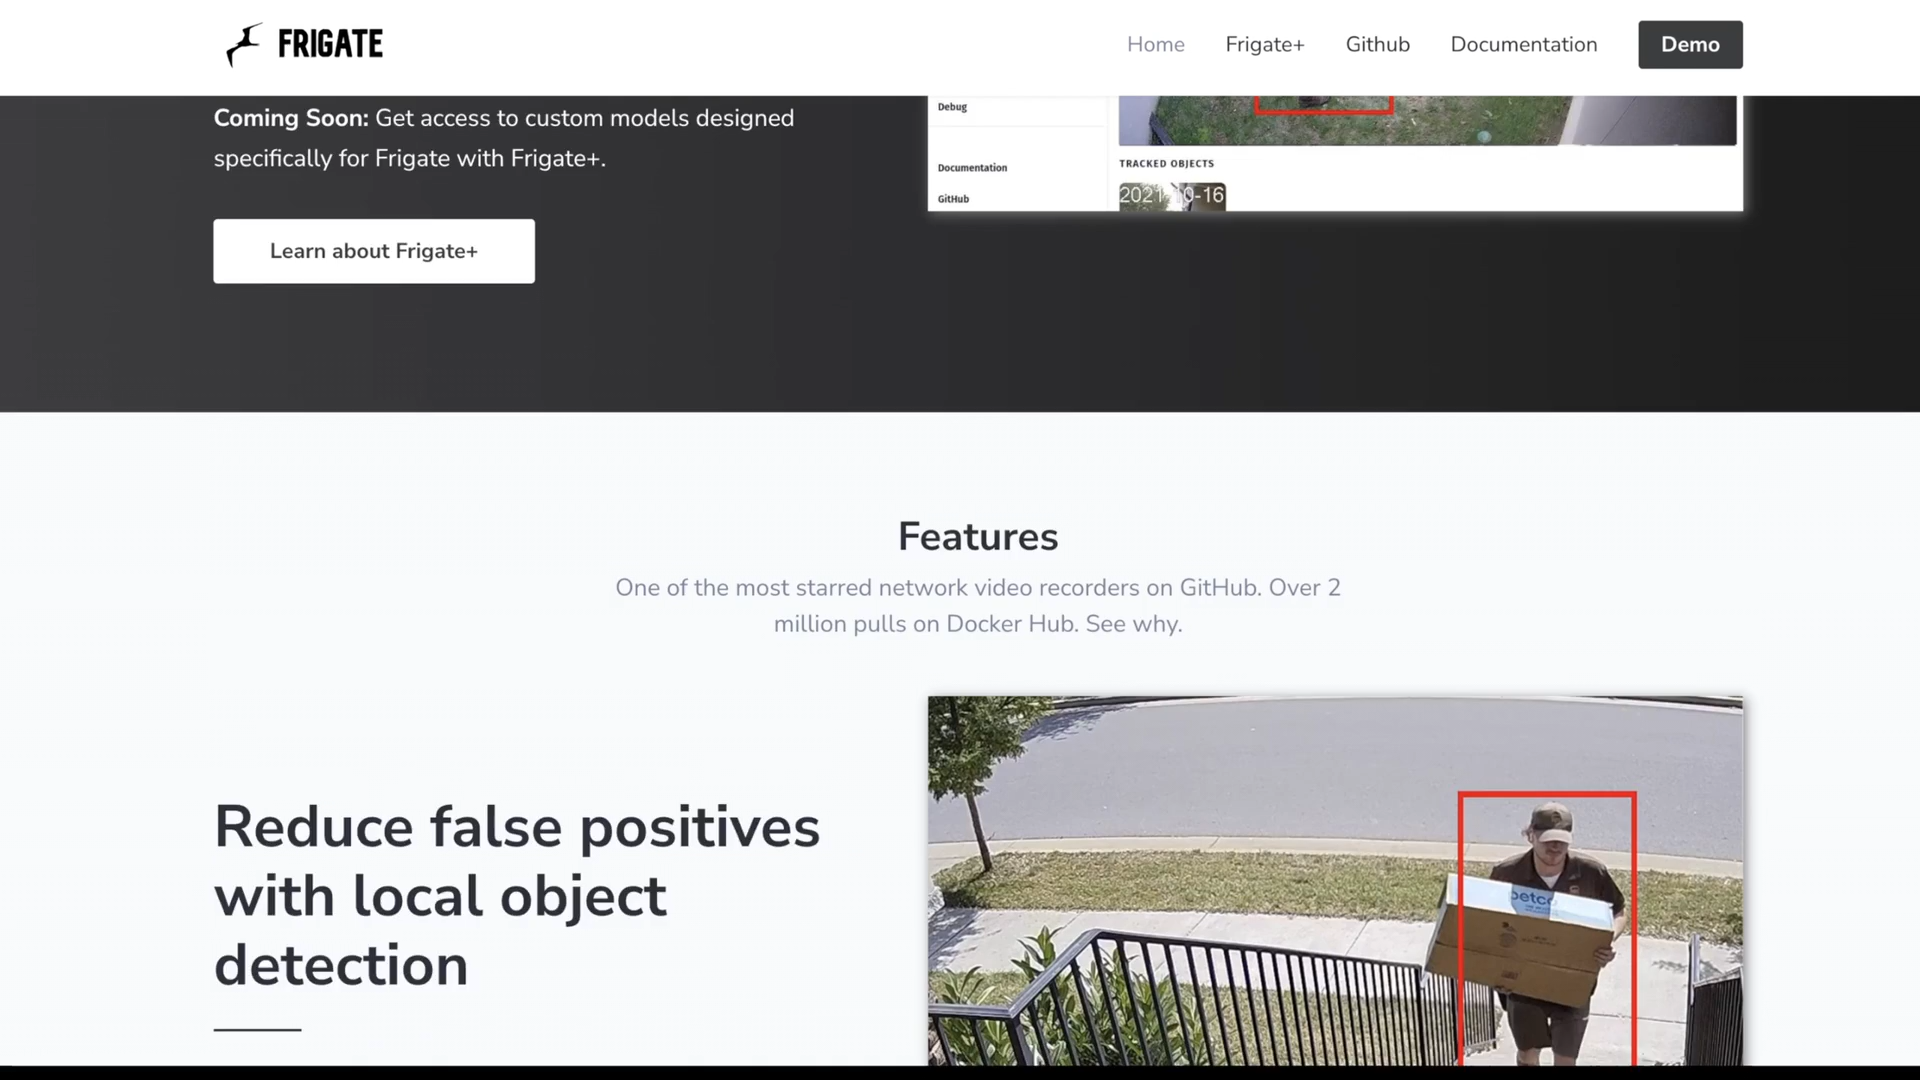 FRIGATE
Home
Frigate+
Github
Documentation
Demo
Coming Soon: Get access to custom models designed
specifically for Frigate with Frigate+.
Learn about Frigate+
Debug
Documentation
GitHub
TRACKED OBJECTS
Features
One of the most starred network video recorders on GitHub. Over 2
million pulls on Docker Hub. See why.
Reduce false positives
with local object
detection
petco